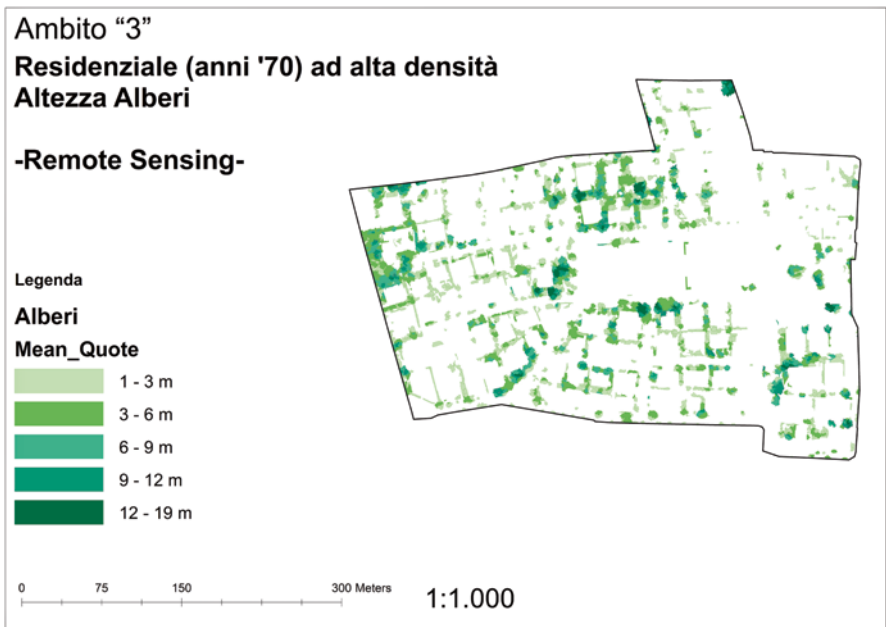 Ambito “3”
Residenziale (anni '70) ad alta densità
Altezza Alberi
-Remote Sensing-
Legenda
Alberi
Mean_Quote
1 - 3 m
3 - 6 m
6 - 9 m
9 - 12 m
12 - 19 m
0 75 150 300 Meters
1:1.000